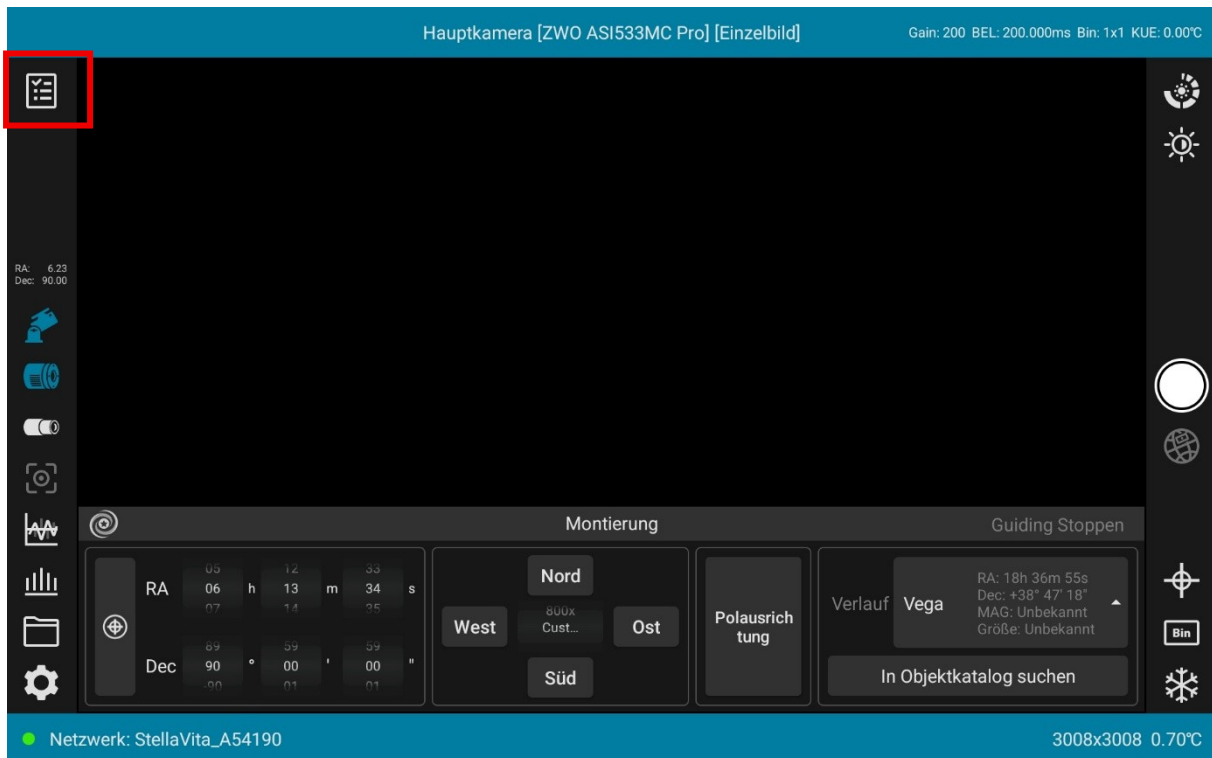 Hauptkamera [ZWO ASI533MC Pro] [Einzelbild]
Gain: 200 BEL: 200.000ms Bin: 1x1 KUE: 0.00°C
RA: 6.23
Dec: 90.00
Montierung
Guiding Stoppen
05 12 33
RA 06 h 13 m 34 s
07 14 35
89 59 59
Dec 90 ° 00 ' 00 "
-90 01 01
Nord
West
800x
Cust...
Ost
Süd
Polausrich
tung
Verlauf
Vega
RA: 18h 36m 55s
Dec: +38° 47' 18"
MAG: Unbekannt
Größe: Unbekannt
In Objektkatalog suchen
Bin
Netzwerk: StellaVita_A54190
3008x3008 0.70°C